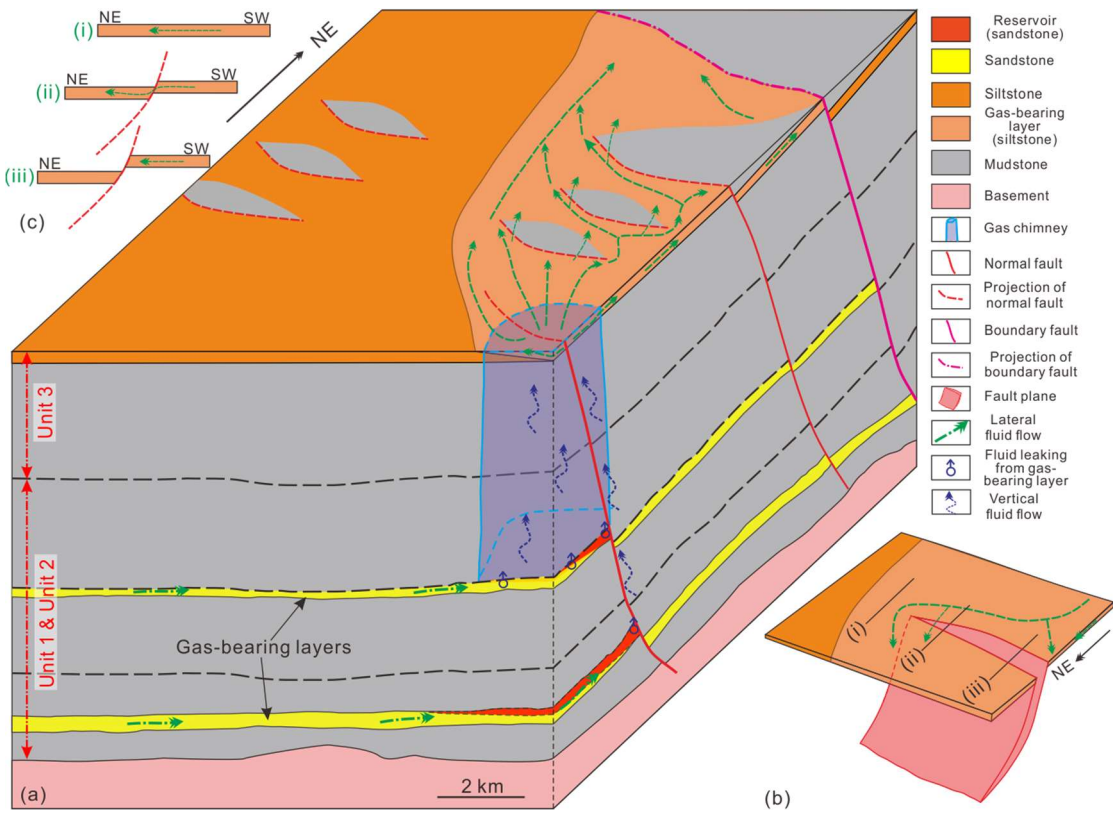 NE SW
(i)
NE SW
(ii)
NE SW
(iii)
(c)
NE
Unit 3
Unit 1 & Unit 2
Gas-bearing layers
2 km
(a)
Reservoir
(sandstone)
Sandstone
Siltstone
Gas-bearing
layer
(siltstone)
Mudstone
Basement
Gas chimney
Normal fault
Projection of
normal fault
Boundary fault
Projection of
boundary fault
Fault plane
Lateral
fluid flow
Fluid leaking
from gas-
bearing layer
Vertical
fluid flow
(i)
(ii)
(iii)
NE
(b)